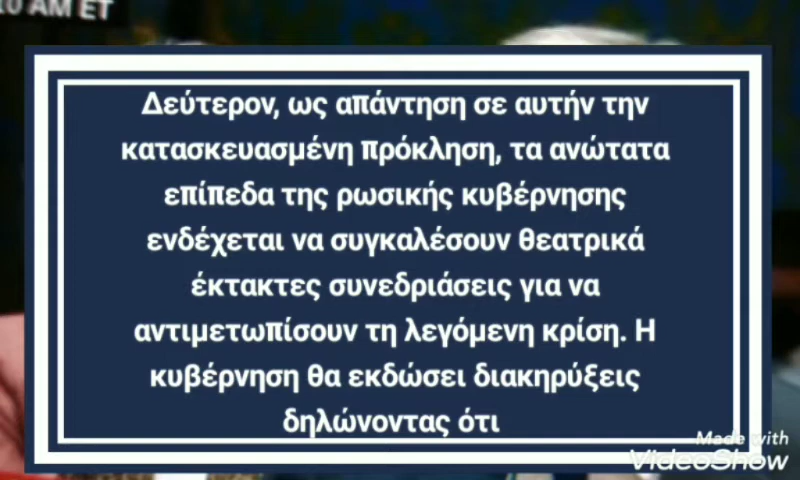 10 AM ET
Δεύτερον, ως απάντηση σε αυτήν την
κατασκευασμένη πρόκληση, τα ανώτατα
επίπεδα της ρωσικής κυβέρνησης
ενδέχεται να συγκαλέσουν θεατρικά
έκτακτες συνεδριάσεις για να
αντιμετωπίσουν τη λεγόμενη κρίση. Η
κυβέρνηση θα εκδώσει διακηρύξεις
δηλώνοντας ότι
Made with
VideoShow